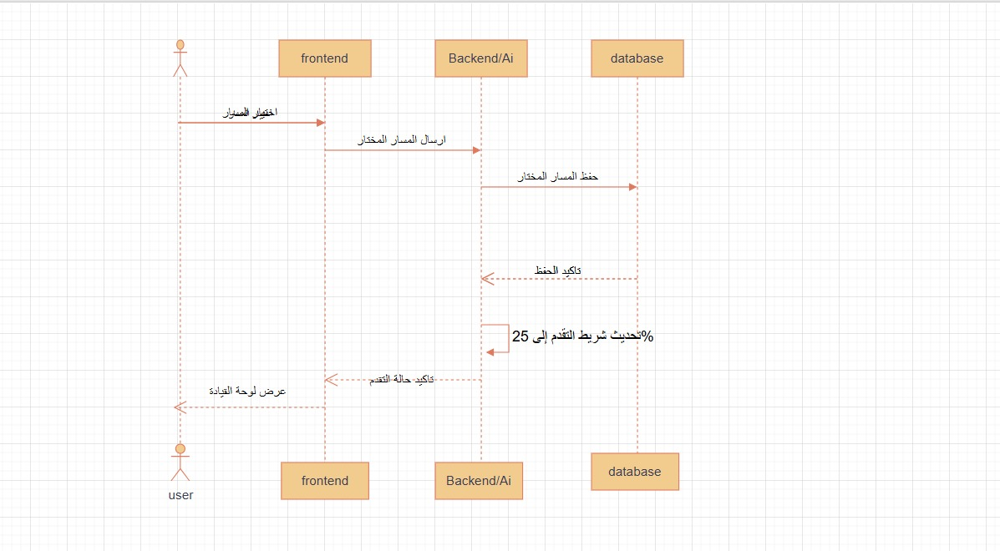 frontend
Backend/Ai
database
ارسال المسار المختار
حفظ المسار المختار
تاكيد الحفظ
تحديث شريط التقدم إلى 25%
تاكيد حالة التقدم
عرض لوحة القيادة
frontend
Backend/Ai
database
user